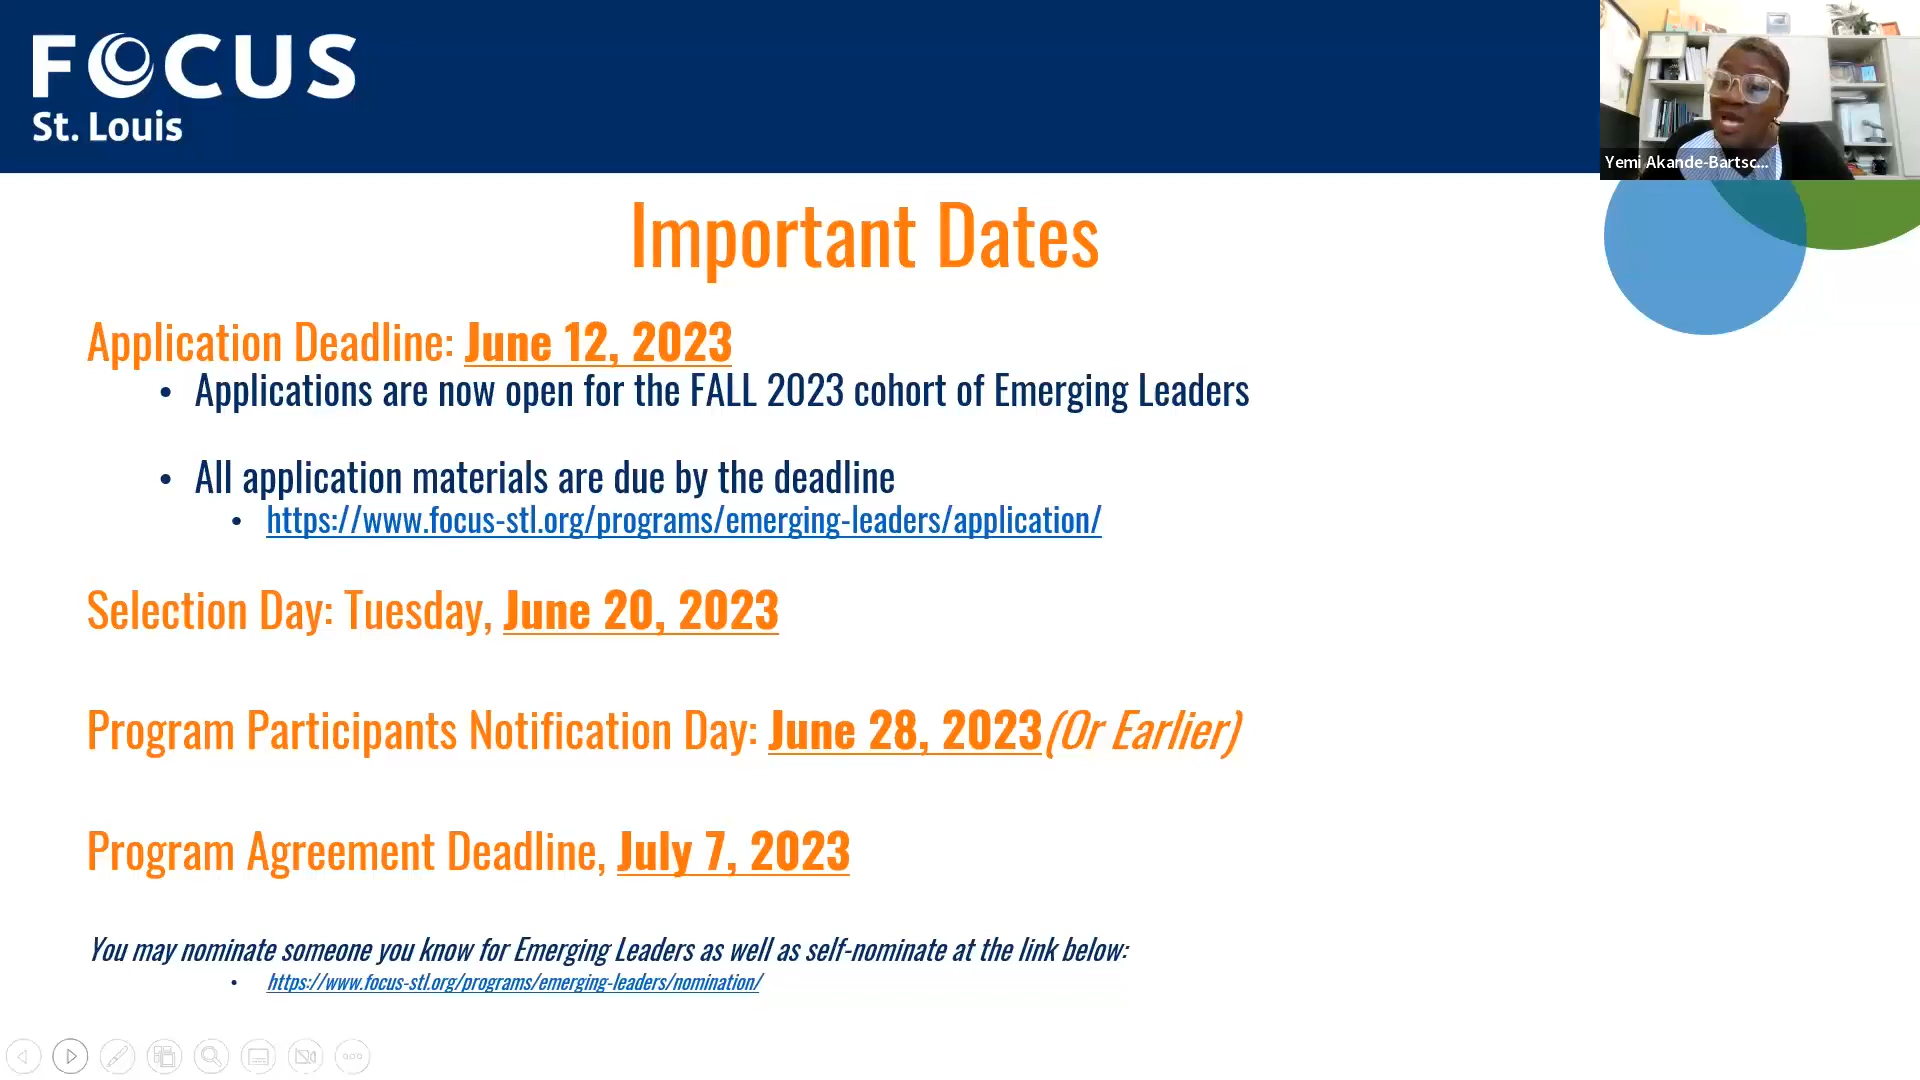 FOCUS
St. Louis
Yemi Akande-Bartsc...
Important Dates
Application Deadline: June 12, 2023
• Applications are now open for the FALL 2023 cohort of Emerging Leaders
• All application materials are due by the deadline
• https://www.focus-stl.org/programs/emerging-leaders/application/
Selection Day: Tuesday, June 20, 2023
Program Participants Notification Day: June 28, 2023 (Or Earlier)
Program Agreement Deadline, July 7, 2023
You may nominate someone you know for Emerging Leaders as well as self-nominate at the link below:
• https://www.focus-stl.org/programs/emerging-leaders/nomination/